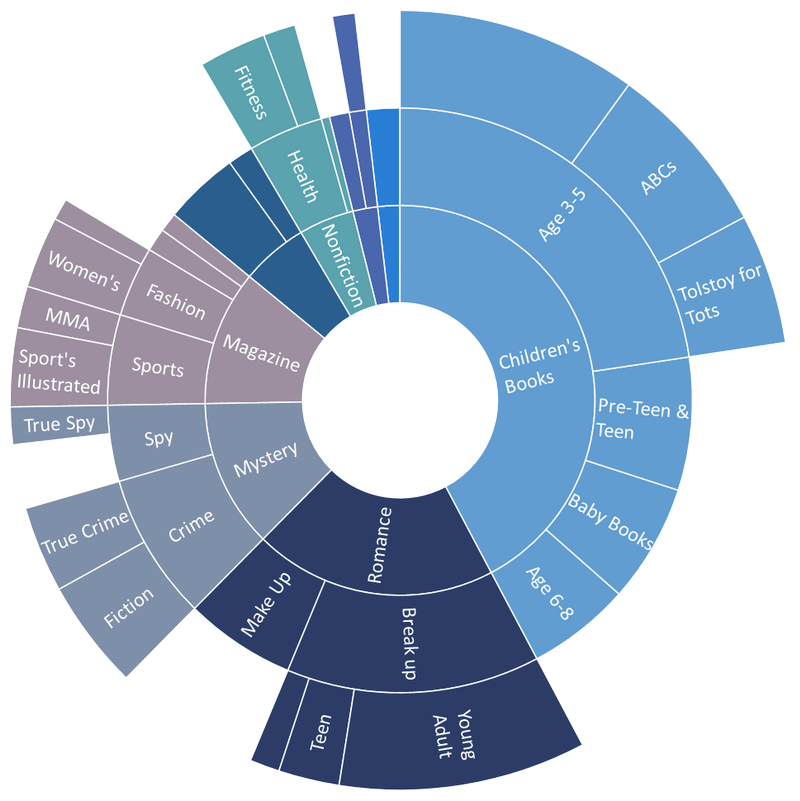 Children's
Books
Age 3-5
ABCs
Tolstoy for
Tots
Pre-Teen &
Teen
Baby Books
Age 6-8
Romance
Break up
Young
Adult
Teen
Make Up
Mystery
Crime
Fiction
True Crime
Spy
True Spy
Magazine
Sports
Sport's
Illustrated
MMA
Fashion
Women's
Nonfiction
Health
Fitness